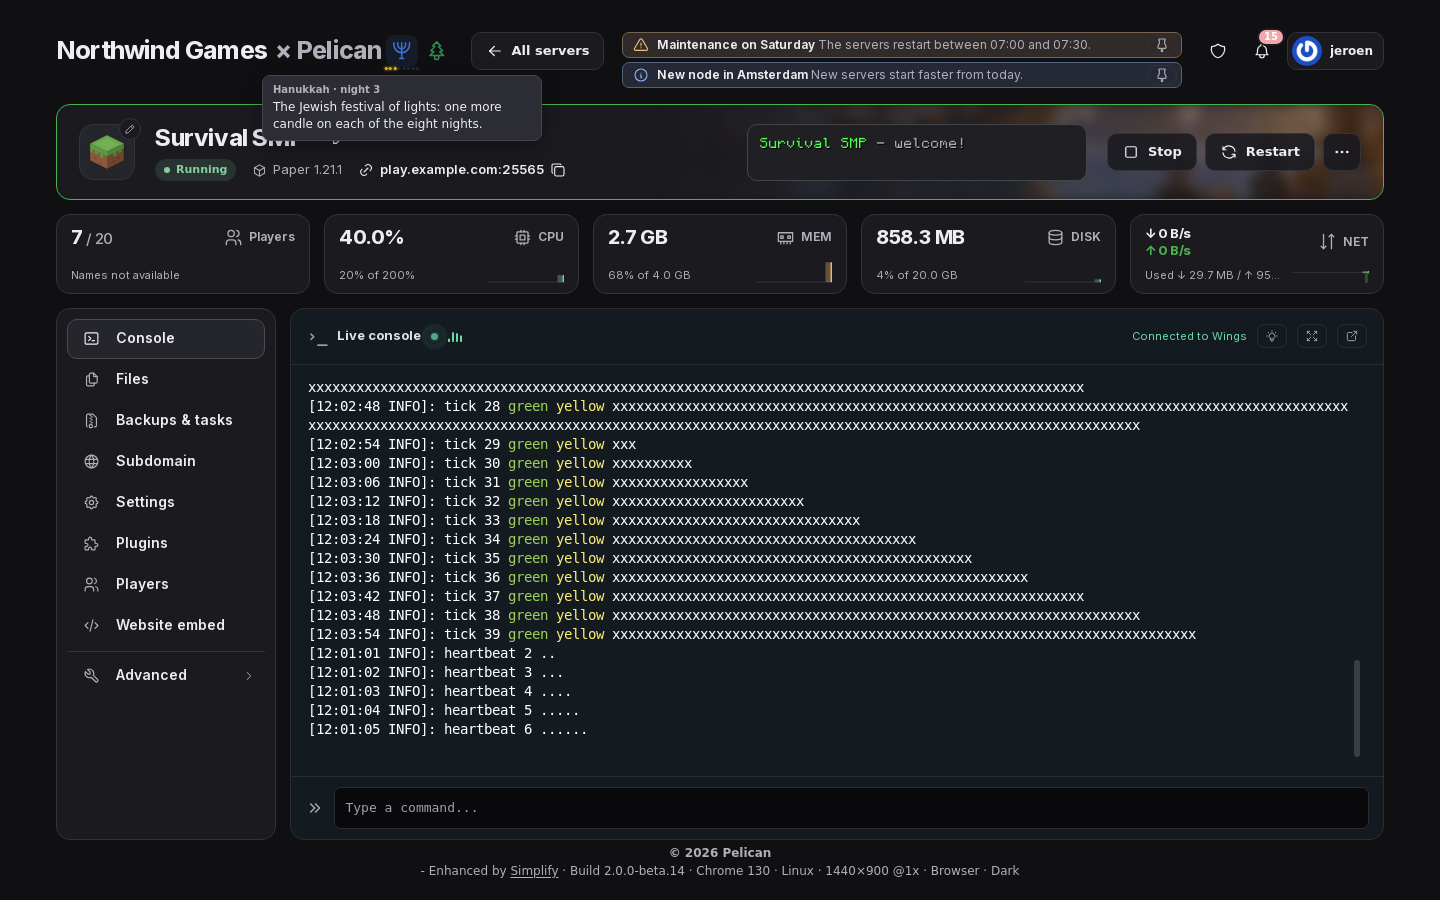 Northwind Games × Pelican
All servers
Maintenance on Saturday The servers restart between 07:00 and 07:30.
New node in Amsterdam New servers start faster from today.
15
jeroen
Hanukkah · night 3
The Jewish festival of lights: one more
candle on each of the eight nights.
Survival SMP
Running
Paper 1.21.1
play.example.com:25565
Survival SMP - welcome!
Stop
Restart
7 / 20
Players
Names not available
40.0%
CPU
20% of 200%
2.7 GB
MEM
68% of 4.0 GB
858.3 MB
DISK
4% of 20.0 GB
↓ 0 B/s
↑ 0 B/s
NET
Used ↓ 29.7 MB / ↑ 95...
Console
Files
Backups & tasks
Subdomain
Settings
Plugins
Players
Website embed
Advanced
Live console
Connected to Wings
xxxxxxxxxxxxxxxxxxxxxxxxxxxxxxxxxxxxxxxxxxxxxxxxxxxxxxxxxxxxxxxxxxxxxxxxxxxxxxxxxxxxxxxxxxxxxxxxx
[12:02:48 INFO]: tick 28 green yellow xxxxxxxxxxxxxxxxxxxxxxxxxxxxxxxxxxxxxxxxxxxxxxxxxxxxxxxxxxxxxxxxxxxxxxxxxxxxxxxxxxxxxxxxxxxx
xxxxxxxxxxxxxxxxxxxxxxxxxxxxxxxxxxxxxxxxxxxxxxxxxxxxxxxxxxxxxxxxxxxxxxxxxxxxxxxxxxxxxxxxxxxxxxxxxxxxxxxx
[12:02:54 INFO]: tick 29 green yellow xxx
[12:03:00 INFO]: tick 30 green yellow xxxxxxxxxx
[12:03:06 INFO]: tick 31 green yellow xxxxxxxxxxxxxxxxx
[12:03:12 INFO]: tick 32 green yellow xxxxxxxxxxxxxxxxxxxxxxxx
[12:03:18 INFO]: tick 33 green yellow xxxxxxxxxxxxxxxxxxxxxxxxxxxxxxx
[12:03:24 INFO]: tick 34 green yellow xxxxxxxxxxxxxxxxxxxxxxxxxxxxxxxxxxxxxx
[12:03:30 INFO]: tick 35 green yellow xxxxxxxxxxxxxxxxxxxxxxxxxxxxxxxxxxxxxxxxxxxxx
[12:03:36 INFO]: tick 36 green yellow xxxxxxxxxxxxxxxxxxxxxxxxxxxxxxxxxxxxxxxxxxxxxxxxxxxx
[12:03:42 INFO]: tick 37 green yellow xxxxxxxxxxxxxxxxxxxxxxxxxxxxxxxxxxxxxxxxxxxxxxxxxxxxxxxxxxx
[12:03:48 INFO]: tick 38 green yellow xxxxxxxxxxxxxxxxxxxxxxxxxxxxxxxxxxxxxxxxxxxxxxxxxxxxxxxxxxxxxxxxxx
[12:03:54 INFO]: tick 39 green yellow xxxxxxxxxxxxxxxxxxxxxxxxxxxxxxxxxxxxxxxxxxxxxxxxxxxxxxxxxxxxxxxxxxxxxxxxx
[12:01:01 INFO]: heartbeat 2 ..
[12:01:02 INFO]: heartbeat 3 ...
[12:01:03 INFO]: heartbeat 4 ....
[12:01:04 INFO]: heartbeat 5 .....
[12:01:05 INFO]: heartbeat 6 ......
Type a command...
© 2026 Pelican
- Enhanced by Simplify · Build 2.0.0-beta.14 · Chrome 130 · Linux · 1440×900 @1x · Browser · Dark